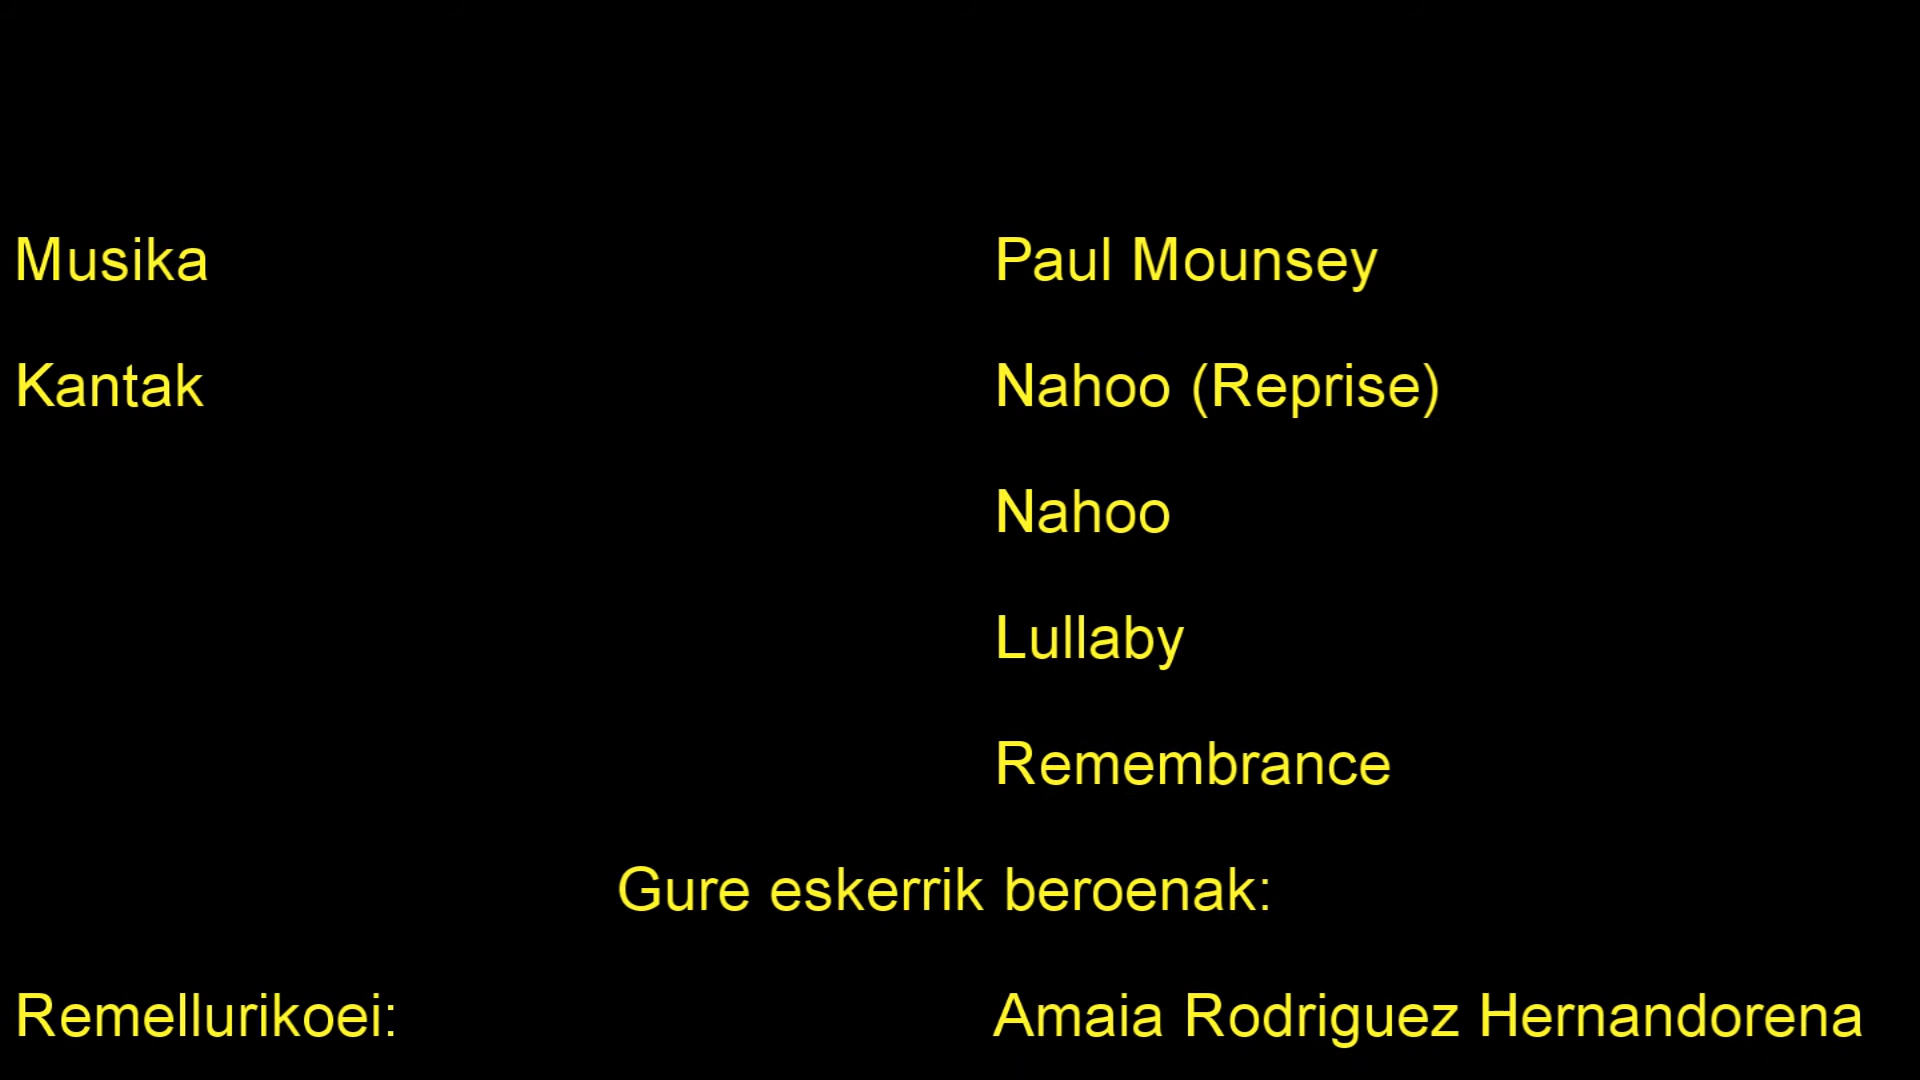 Musika Paul Mounsey
Kantak Nahoo (Reprise)
Nahoo
Lullaby
Remembrance
Gure eskerrik beroenak:
Remellurikoei: Amaia Rodriguez Hernandorena